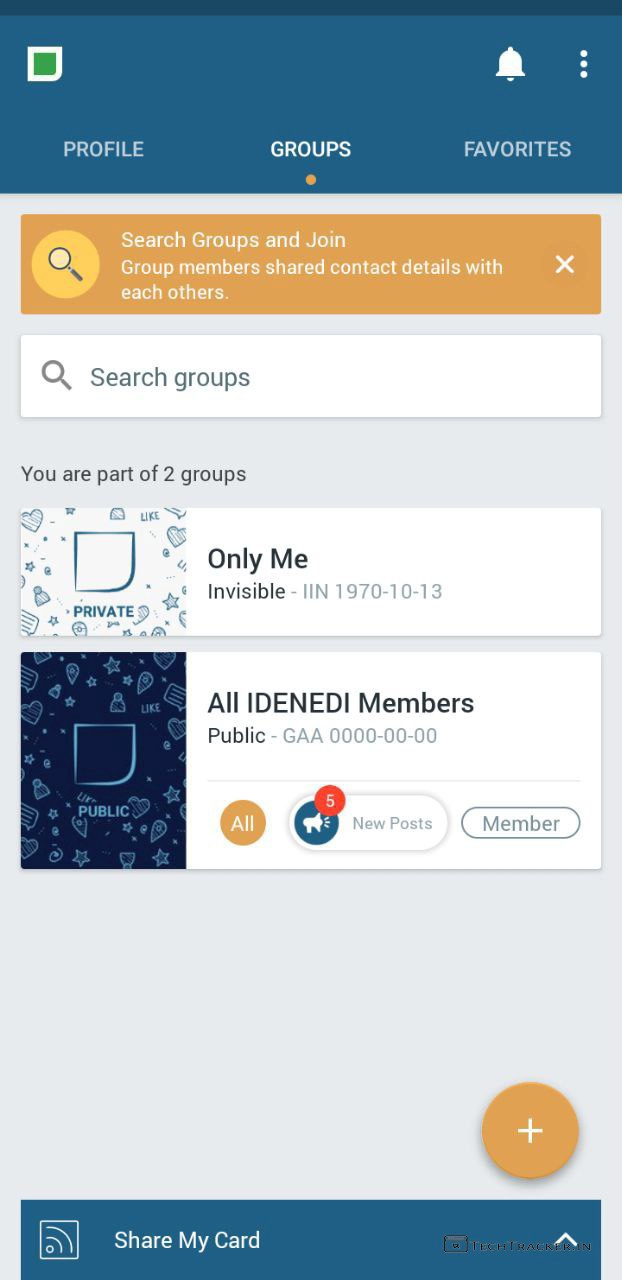 PROFILE
GROUPS
FAVORITES
Search Groups and Join
Group members shared contact details with
each others.
Search groups
You are part of 2 groups
LIKE
PRIVATE
Only Me
Invisible - IIN 1970-10-13
LIKE
PUBLIC
All IDENEDI Members
Public - GAA 0000-00-00
All
5
New Posts
Member
Share My Card
TECHTRACKER.IN